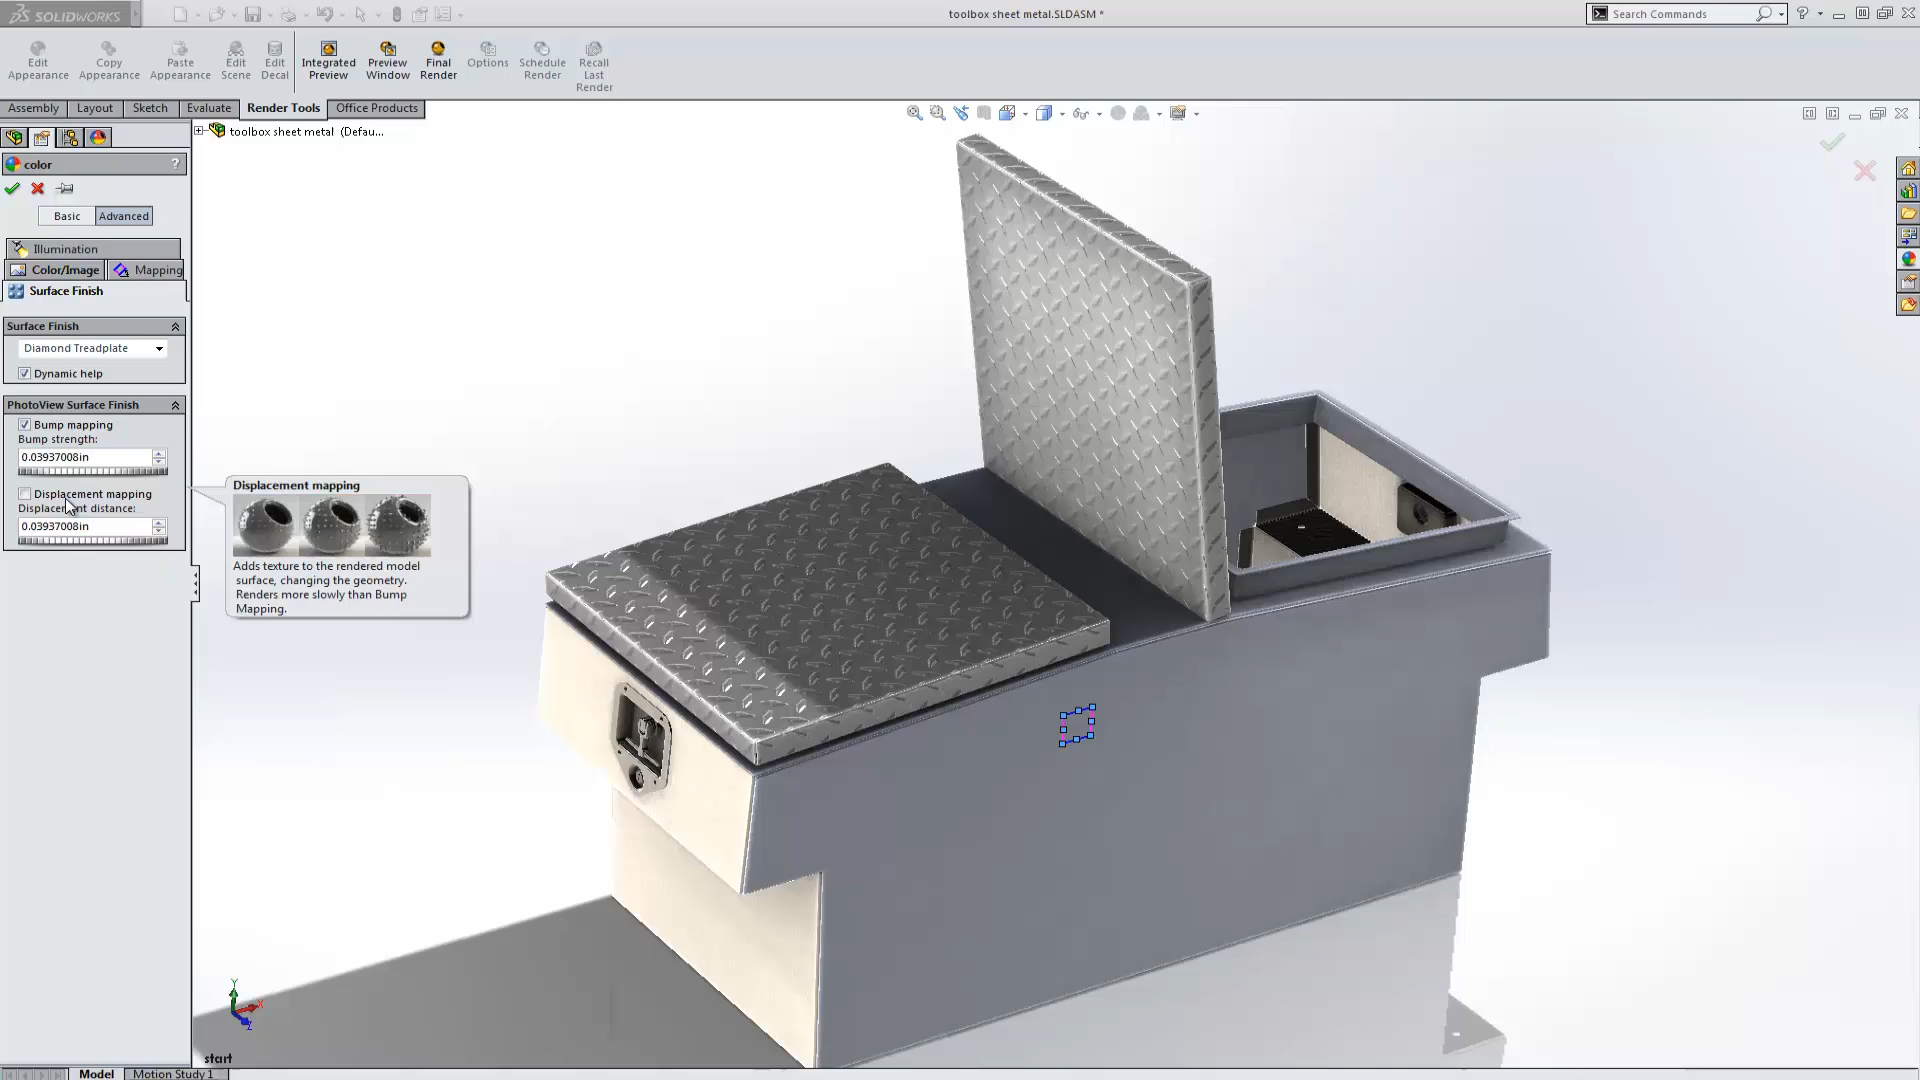 SOLIDWORKS
toolbox sheet metal.SLDASM *
Search Commands
Edit Appearance
Copy Appearance
Paste Appearance
Edit Scene
Edit Decal
Integrated Preview
Preview Window
Final Render
Options
Schedule Render
Recall Last Render
Assembly
Layout
Sketch
Evaluate
Render Tools
Office Products
toolbox sheet metal (Defau...
color
?
Basic
Advanced
Illumination
Color/Image
Mapping
Surface Finish
Surface Finish
Diamond Treadplate
Dynamic help
PhotoView Surface Finish
Bump mapping
Bump strength:
0.03937008in
Displacement mapping
Displacement distance:
0.03937008in
Displacement mapping
Adds texture to the rendered model
surface, changing the geometry.
Renders more slowly than Bump
Mapping.
Y
X
Z
start
Model
Motion Study 1